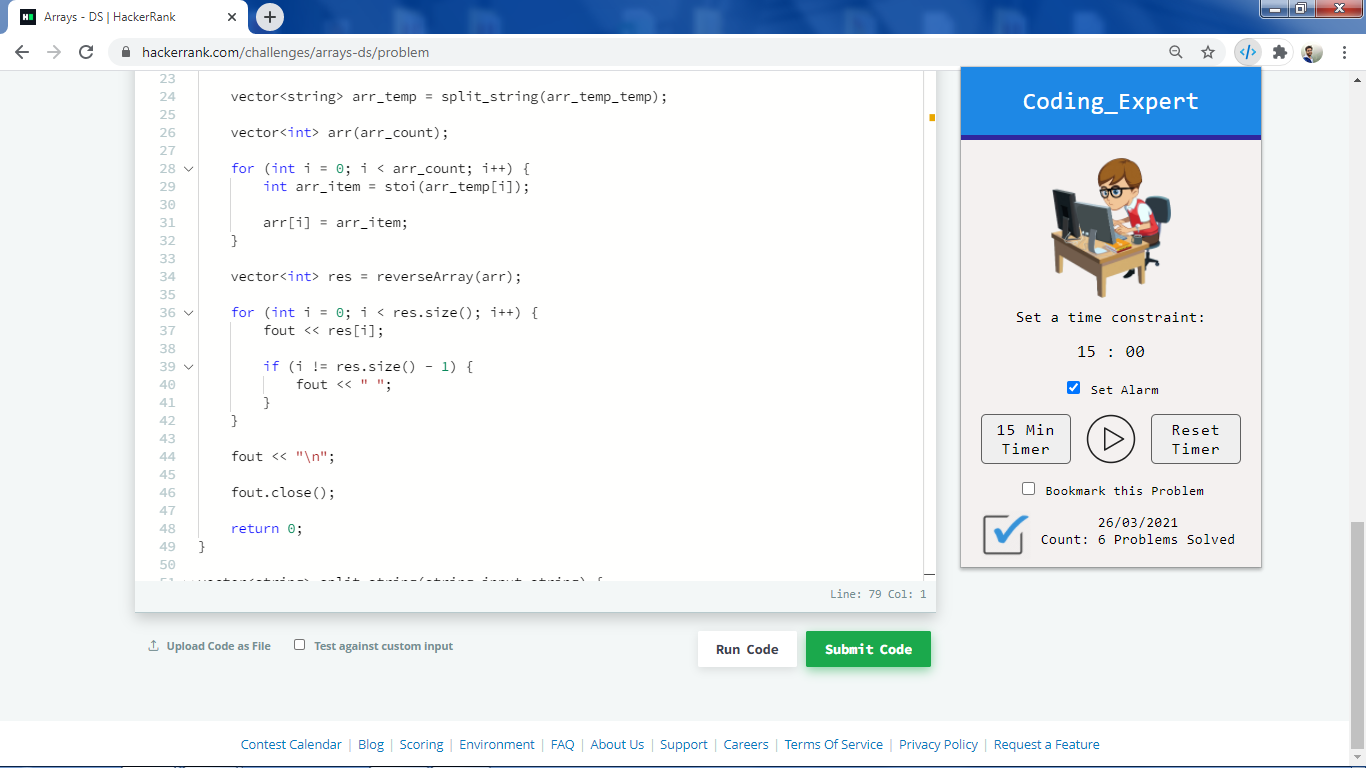 Arrays - DS | HackerRank
hackerrank.com/challenges/arrays-ds/problem
23
24 vector<string> arr_temp = split_string(arr_temp_temp);
25
26 vector<int> arr(arr_count);
27
28 for (int i = 0; i < arr_count; i++) {
29 int arr_item = stoi(arr_temp[i]);
30
31 arr[i] = arr_item;
32 }
33
34 vector<int> res = reverseArray(arr);
35
36 for (int i = 0; i < res.size(); i++) {
37 fout << res[i];
38
39 if (i != res.size() - 1) {
40 fout << " ";
41 }
42 }
43
44 fout << "\n";
45
46 fout.close();
47
48 return 0;
49 }
50
51 vector<string> split_string(string input_string) {
Line: 79 Col: 1
Upload Code as File
Test against custom input
Run Code
Submit Code
Coding_Expert
Set a time constraint:
15 : 00
Set Alarm
15 Min
Timer
Reset
Timer
Bookmark this Problem
26/03/2021
Count: 6 Problems Solved
Contest Calendar | Blog | Scoring | Environment | FAQ | About Us | Support | Careers | Terms Of Service | Privacy Policy | Request a Feature